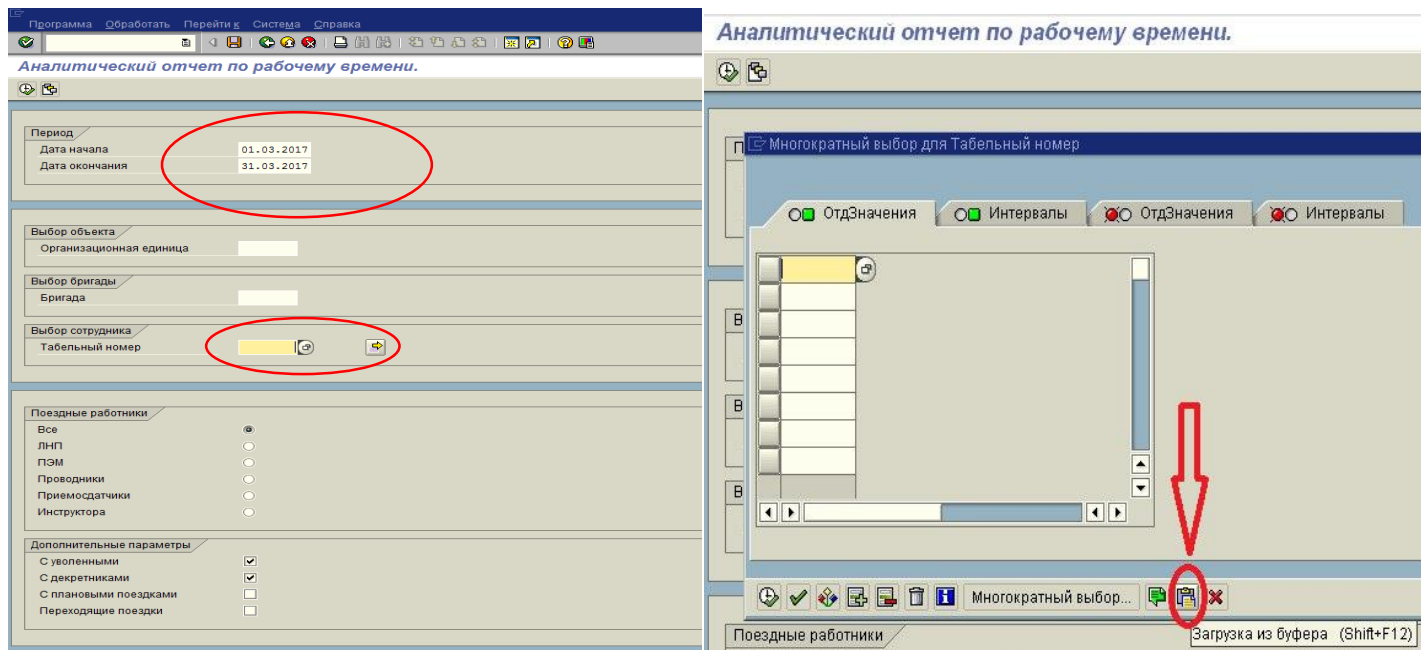 Программа Обработать Перейти к Система Справка
Аналитический отчет по рабочему времени.
Период
Дата начала 01.03.2017
Дата окончания 31.03.2017
Выбор объекта
Организационная единица
Выбор бригады
Бригада
Выбор сотрудника
Табельный номер
Поездные работники
Все
ЛНП
ПЭМ
Проводники
Приемосдатчики
Инструктора
Дополнительные параметры
С уволенными
С декретниками
С плановыми поездками
Переходящие поездки
Аналитический отчет по рабочему времени.
П
Многократный выбор для Табельный номер
ОтдЗначения Интервалы ОтдЗначения Интервалы
В
В
В
Многократный выбор...
Поездные работники
Загрузка из буфера (Shift+F12)